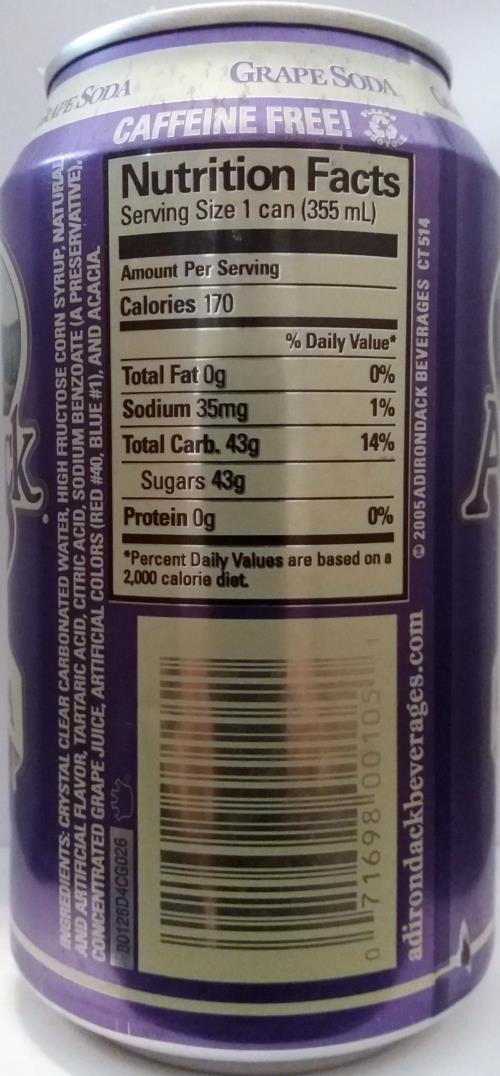 GRAPE SODA
GRAPE SODA
CAFFEINE FREE!
Nutrition Facts
Serving Size 1 can (355 mL)
Amount Per Serving
Calories 170
% Daily Value*
Total Fat 0g 0%
Sodium 35mg 1%
Total Carb. 43g 14%
Sugars 43g
Protein 0g 0%
*Percent Daily Values are based on a
2,000 calorie diet.
INGREDIENTS: CRYSTAL CLEAR CARBONATED WATER, HIGH FRUCTOSE CORN SYRUP, NATURAL
AND ARTIFICIAL FLAVOR, TARTARIC ACID, CITRIC ACID, SODIUM BENZOATE (A PRESERVATIVE),
CONCENTRATED GRAPE JUICE, ARTIFICIAL COLORS (RED #40, BLUE #1), AND ACACIA.
80128D4CG026
0 71698 00105 1
adirondackbeverages.com
© 2005 ADIRONDACK BEVERAGES CT514
CK
A